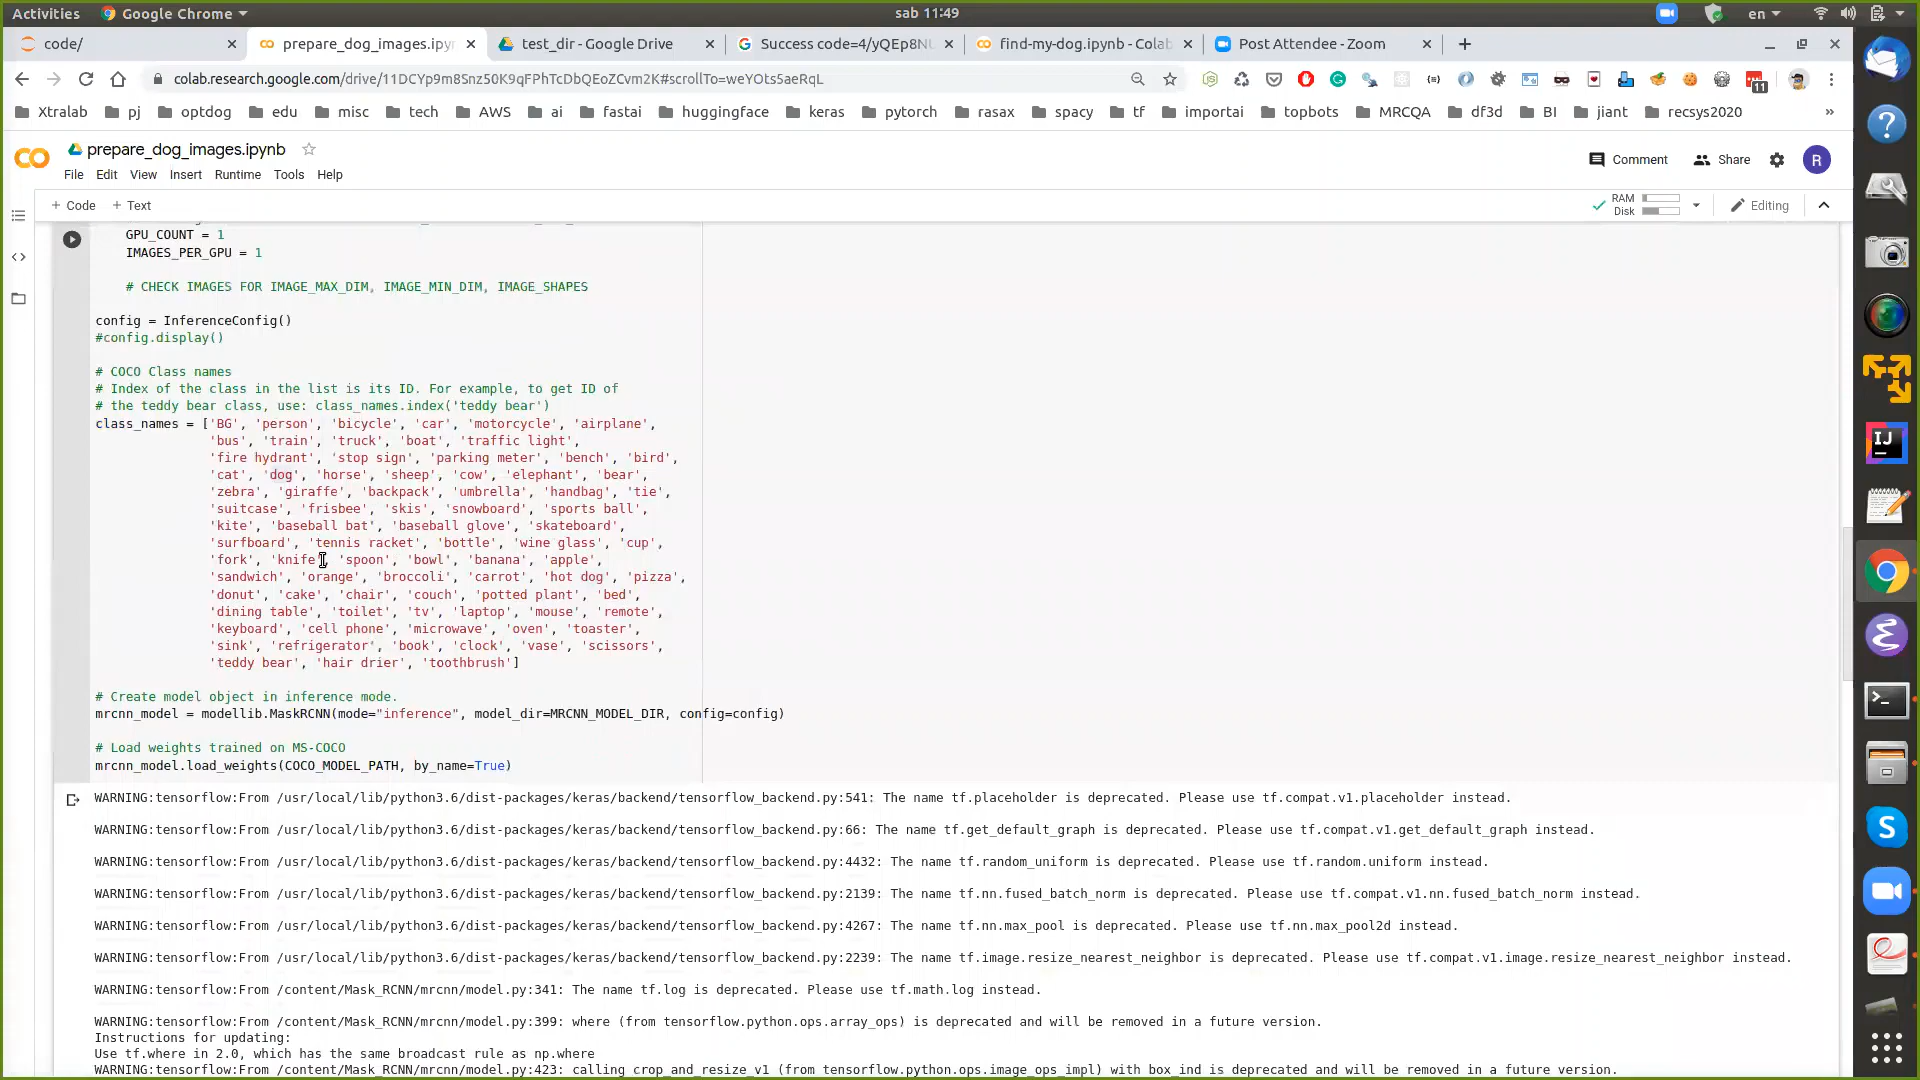 Activities Google Chrome sab 11:49 en
code/ prepare_dog_images.ipyn test_dir - Google Drive Success code=4/yQEp8NU find-my-dog.ipynb - Colab Post Attendee - Zoom
colab.research.google.com/drive/11DCYp9m8Snz50K9qFPhTcDbQEoZCvm2K#scrollTo=weYOts5aeRqL 11
Xtralab pj optdog edu misc tech AWS ai fastai huggingface keras pytorch rasax spacy tf importai topbots MRCQA df3d BI jiant recsys2020 »
CO prepare_dog_images.ipynb
Comment Share R
File Edit View Insert Runtime Tools Help
+ Code + Text RAM Disk Editing
GPU_COUNT = 1
IMAGES_PER_GPU = 1
# CHECK IMAGES FOR IMAGE_MAX_DIM, IMAGE_MIN_DIM, IMAGE_SHAPES
config = InferenceConfig()
#config.display()
# COCO Class names
# Index of the class in the list is its ID. For example, to get ID of
# the teddy bear class, use: class_names.index('teddy bear')
class_names = ['BG', 'person', 'bicycle', 'car', 'motorcycle', 'airplane',
'bus', 'train', 'truck', 'boat', 'traffic light',
'fire hydrant', 'stop sign', 'parking meter', 'bench', 'bird',
'cat', 'dog', 'horse', 'sheep', 'cow', 'elephant', 'bear',
'zebra', 'giraffe', 'backpack', 'umbrella', 'handbag', 'tie',
'suitcase', 'frisbee', 'skis', 'snowboard', 'sports ball',
'kite', 'baseball bat', 'baseball glove', 'skateboard',
'surfboard', 'tennis racket', 'bottle', 'wine glass', 'cup',
'fork', 'knife', 'spoon', 'bowl', 'banana', 'apple',
'sandwich', 'orange', 'broccoli', 'carrot', 'hot dog', 'pizza',
'donut', 'cake', 'chair', 'couch', 'potted plant', 'bed',
'dining table', 'toilet', 'tv', 'laptop', 'mouse', 'remote',
'keyboard', 'cell phone', 'microwave', 'oven', 'toaster',
'sink', 'refrigerator', 'book', 'clock', 'vase', 'scissors',
'teddy bear', 'hair drier', 'toothbrush']
# Create model object in inference mode.
mrcnn_model = modellib.MaskRCNN(mode="inference", model_dir=MRCNN_MODEL_DIR, config=config)
# Load weights trained on MS-COCO
mrcnn_model.load_weights(COCO_MODEL_PATH, by_name=True)
WARNING:tensorflow:From /usr/local/lib/python3.6/dist-packages/keras/backend/tensorflow_backend.py:541: The name tf.placeholder is deprecated. Please use tf.compat.v1.placeholder instead.
WARNING:tensorflow:From /usr/local/lib/python3.6/dist-packages/keras/backend/tensorflow_backend.py:66: The name tf.get_default_graph is deprecated. Please use tf.compat.v1.get_default_graph instead.
WARNING:tensorflow:From /usr/local/lib/python3.6/dist-packages/keras/backend/tensorflow_backend.py:4432: The name tf.random_uniform is deprecated. Please use tf.random.uniform instead.
WARNING:tensorflow:From /usr/local/lib/python3.6/dist-packages/keras/backend/tensorflow_backend.py:2139: The name tf.nn.fused_batch_norm is deprecated. Please use tf.compat.v1.nn.fused_batch_norm instead.
WARNING:tensorflow:From /usr/local/lib/python3.6/dist-packages/keras/backend/tensorflow_backend.py:4267: The name tf.nn.max_pool is deprecated. Please use tf.nn.max_pool2d instead.
WARNING:tensorflow:From /usr/local/lib/python3.6/dist-packages/keras/backend/tensorflow_backend.py:2239: The name tf.image.resize_nearest_neighbor is deprecated. Please use tf.compat.v1.image.resize_nearest_neighbor instead.
WARNING:tensorflow:From /content/Mask_RCNN/mrcnn/model.py:341: The name tf.log is deprecated. Please use tf.math.log instead.
WARNING:tensorflow:From /content/Mask_RCNN/mrcnn/model.py:399: where (from tensorflow.python.ops.array_ops) is deprecated and will be removed in a future version.
Instructions for updating:
Use tf.where in 2.0, which has the same broadcast rule as np.where
WARNING:tensorflow:From /content/Mask_RCNN/mrcnn/model.py:423: calling crop_and_resize_v1 (from tensorflow.python.ops.image_ops_impl) with box_ind is deprecated and will be removed in a future version.